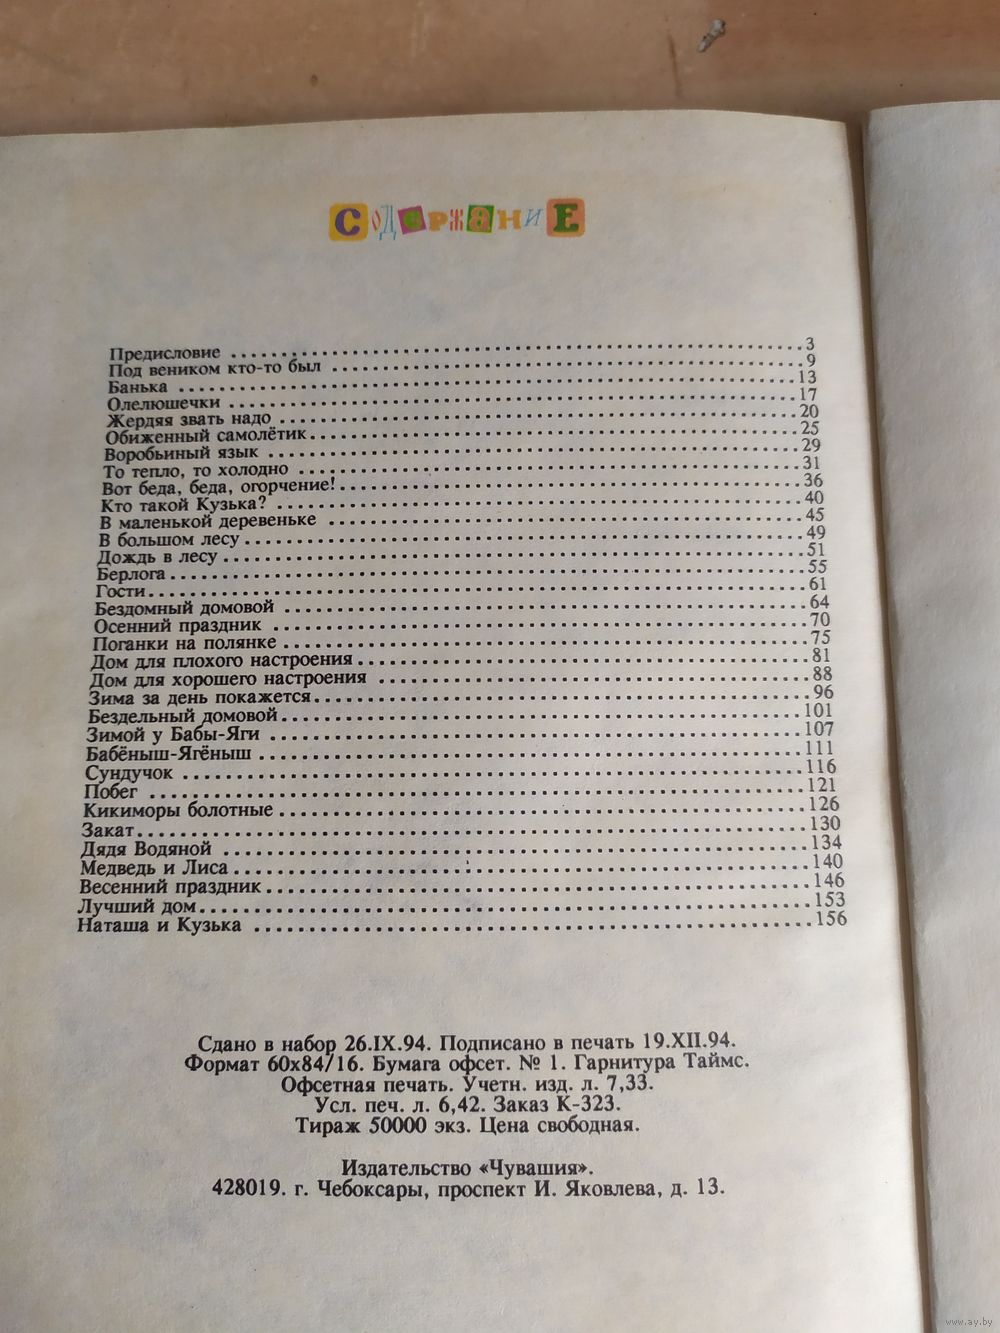 Содержание
Предисловие 3
Под веником кто-то был 9
Банька 13
Олелюшечки 17
Жердяя звать надо 20
Обиженный самолётик 25
Воробьиный язык 29
То тепло, то холодно 31
Вот беда, беда, огорчение! 36
Кто такой Кузька? 40
В маленькой деревеньке 45
В большом лесу 49
Дождь в лесу 51
Берлога 55
Гости 61
Бездомный домовой 64
Осенний праздник 70
Поганки на полянке 75
Дом для плохого настроения 81
Дом для хорошего настроения 88
Зима за день покажется 96
Бездельный домовой 101
Зимой у Бабы-Яги 107
Бабёныш-Ягёныш 111
Сундучок 116
Побег 121
Кикиморы болотные 126
Закат 130
Дядя Водяной 134
Медведь и Лиса 140
Весенний праздник 146
Лучший дом 153
Наташа и Кузька 156
Сдано в набор 26.IX.94. Подписано в печать 19.XII.94.
Формат 60x84/16. Бумага офсет. № 1. Гарнитура Таймс.
Офсетная печать. Учетн. изд. л. 7,33.
Усл. печ. л. 6,42. Заказ К-323.
Тираж 50000 экз. Цена свободная.
Издательство «Чувашия».
428019. г. Чебоксары, проспект И. Яковлева, д. 13.
www.ay.by